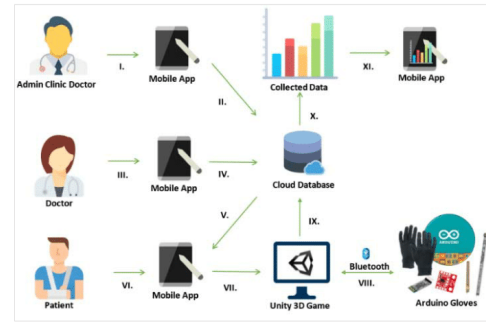 I.
Mobile App
Admin Clinic Doctor
II.
Collected Data
XI.
Mobile App
X.
III.
Mobile App
IV.
Doctor
Cloud Database
V.
IX.
VI.
Mobile App
VII.
Patient
Unity 3D Game
Bluetooth
VIII.
ARDUINO
Arduino Gloves